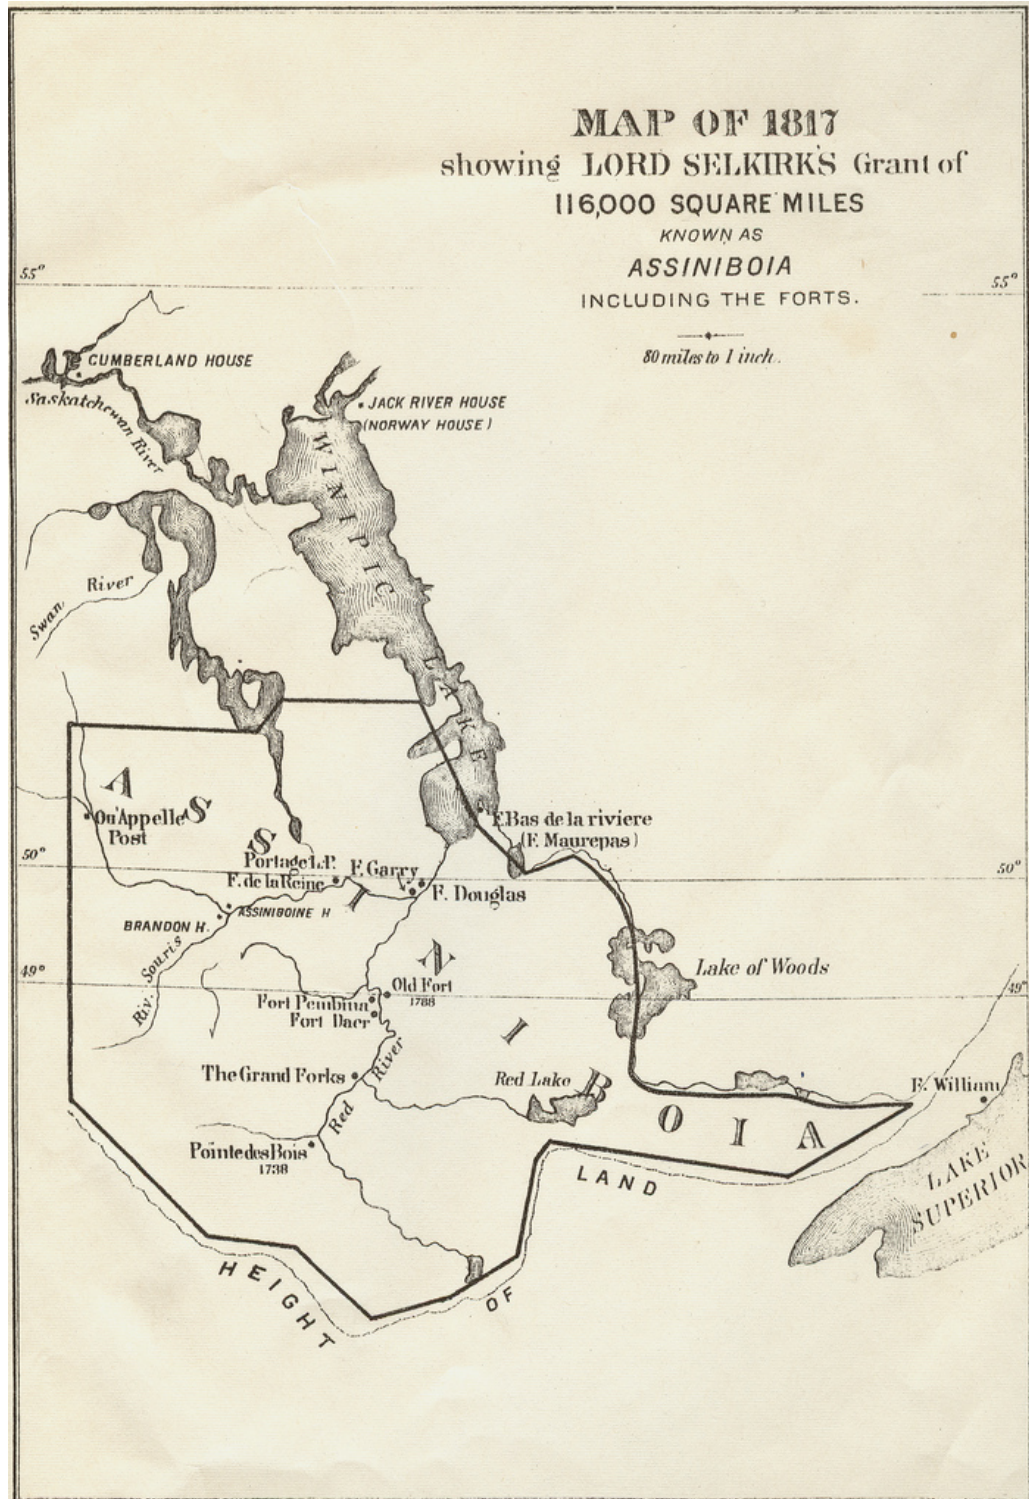 MAP OF 1817
showing LORD SELKIRK'S Grant of
116,000 SQUARE MILES
KNOWN AS
ASSINIBOIA
INCLUDING THE FORTS.
80 miles to 1 inch.
55°
55°
CUMBERLAND HOUSE
Saskatchewan River
JACK RIVER HOUSE
(NORWAY HOUSE)
WINIPIC
LAKE
Swan River
ASSINIBOIA
Qu'Appelle
Post
F. Bas de la riviere
(F. Maurepas)
50°
50°
Portage L.P.
F. de la Reine
F. Garry
F. Douglas
ASSINIBOINE H
BRANDON H.
Riv. Souris
Lake of Woods
49°
49°
Old Fort
1788
Fort Pembina
Fort Daer
The Grand Forks
Red River
Red Lake
F. William
Pointe des Bois
1738
LAKE
SUPERIOR
HEIGHT OF LAND